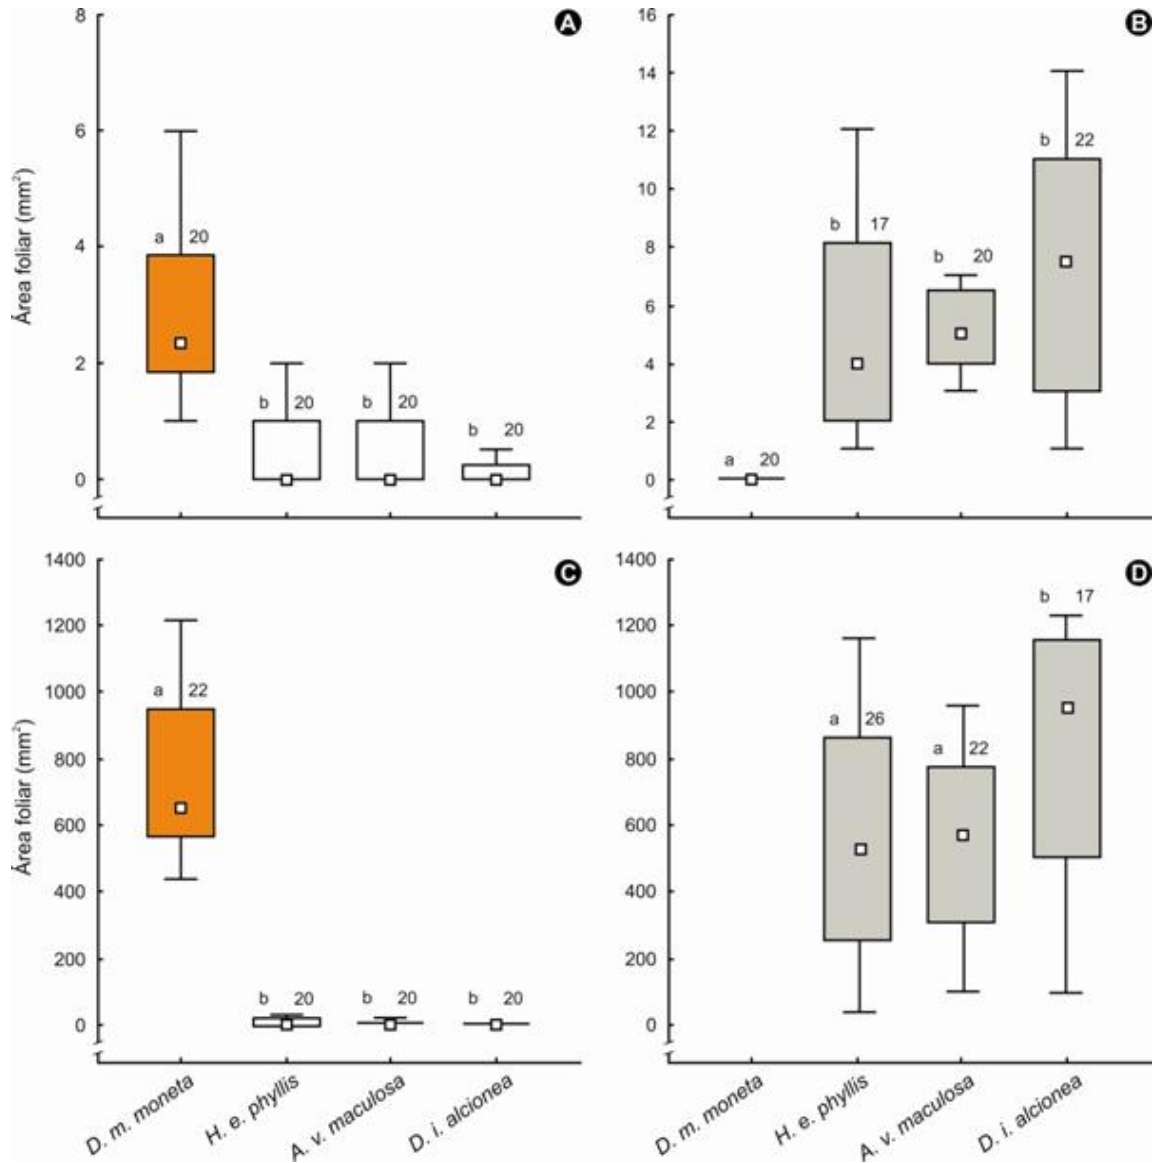 A
8
6
4
2
0
Área foliar (mm²)
a 20
b 20
b 20
b 20
B
16
14
12
10
8
6
4
2
0
a 20
b 17
b 20
b 22
C
1400
1200
1000
800
600
400
200
0
Área foliar (mm²)
a 22
b 20
b 20
b 20
D. m. moneta
H. e. phyllis
A. v. maculosa
D. i. alcionea
D
1400
1200
1000
800
600
400
200
0
a 26
a 22
b 17
D. m. moneta
H. e. phyllis
A. v. maculosa
D. i. alcionea